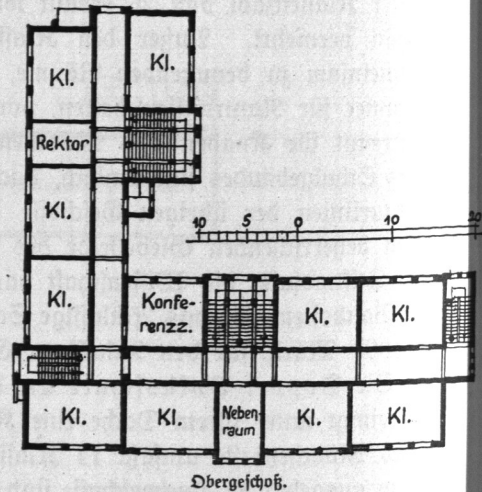 Kl. Kl.
Rektor
Kl.
10 5 0 10 20
Kl. Konfe-
renzz. Kl. Kl.
Kl. Kl. Neben-
raum Kl. Kl.
Obergeschoß.